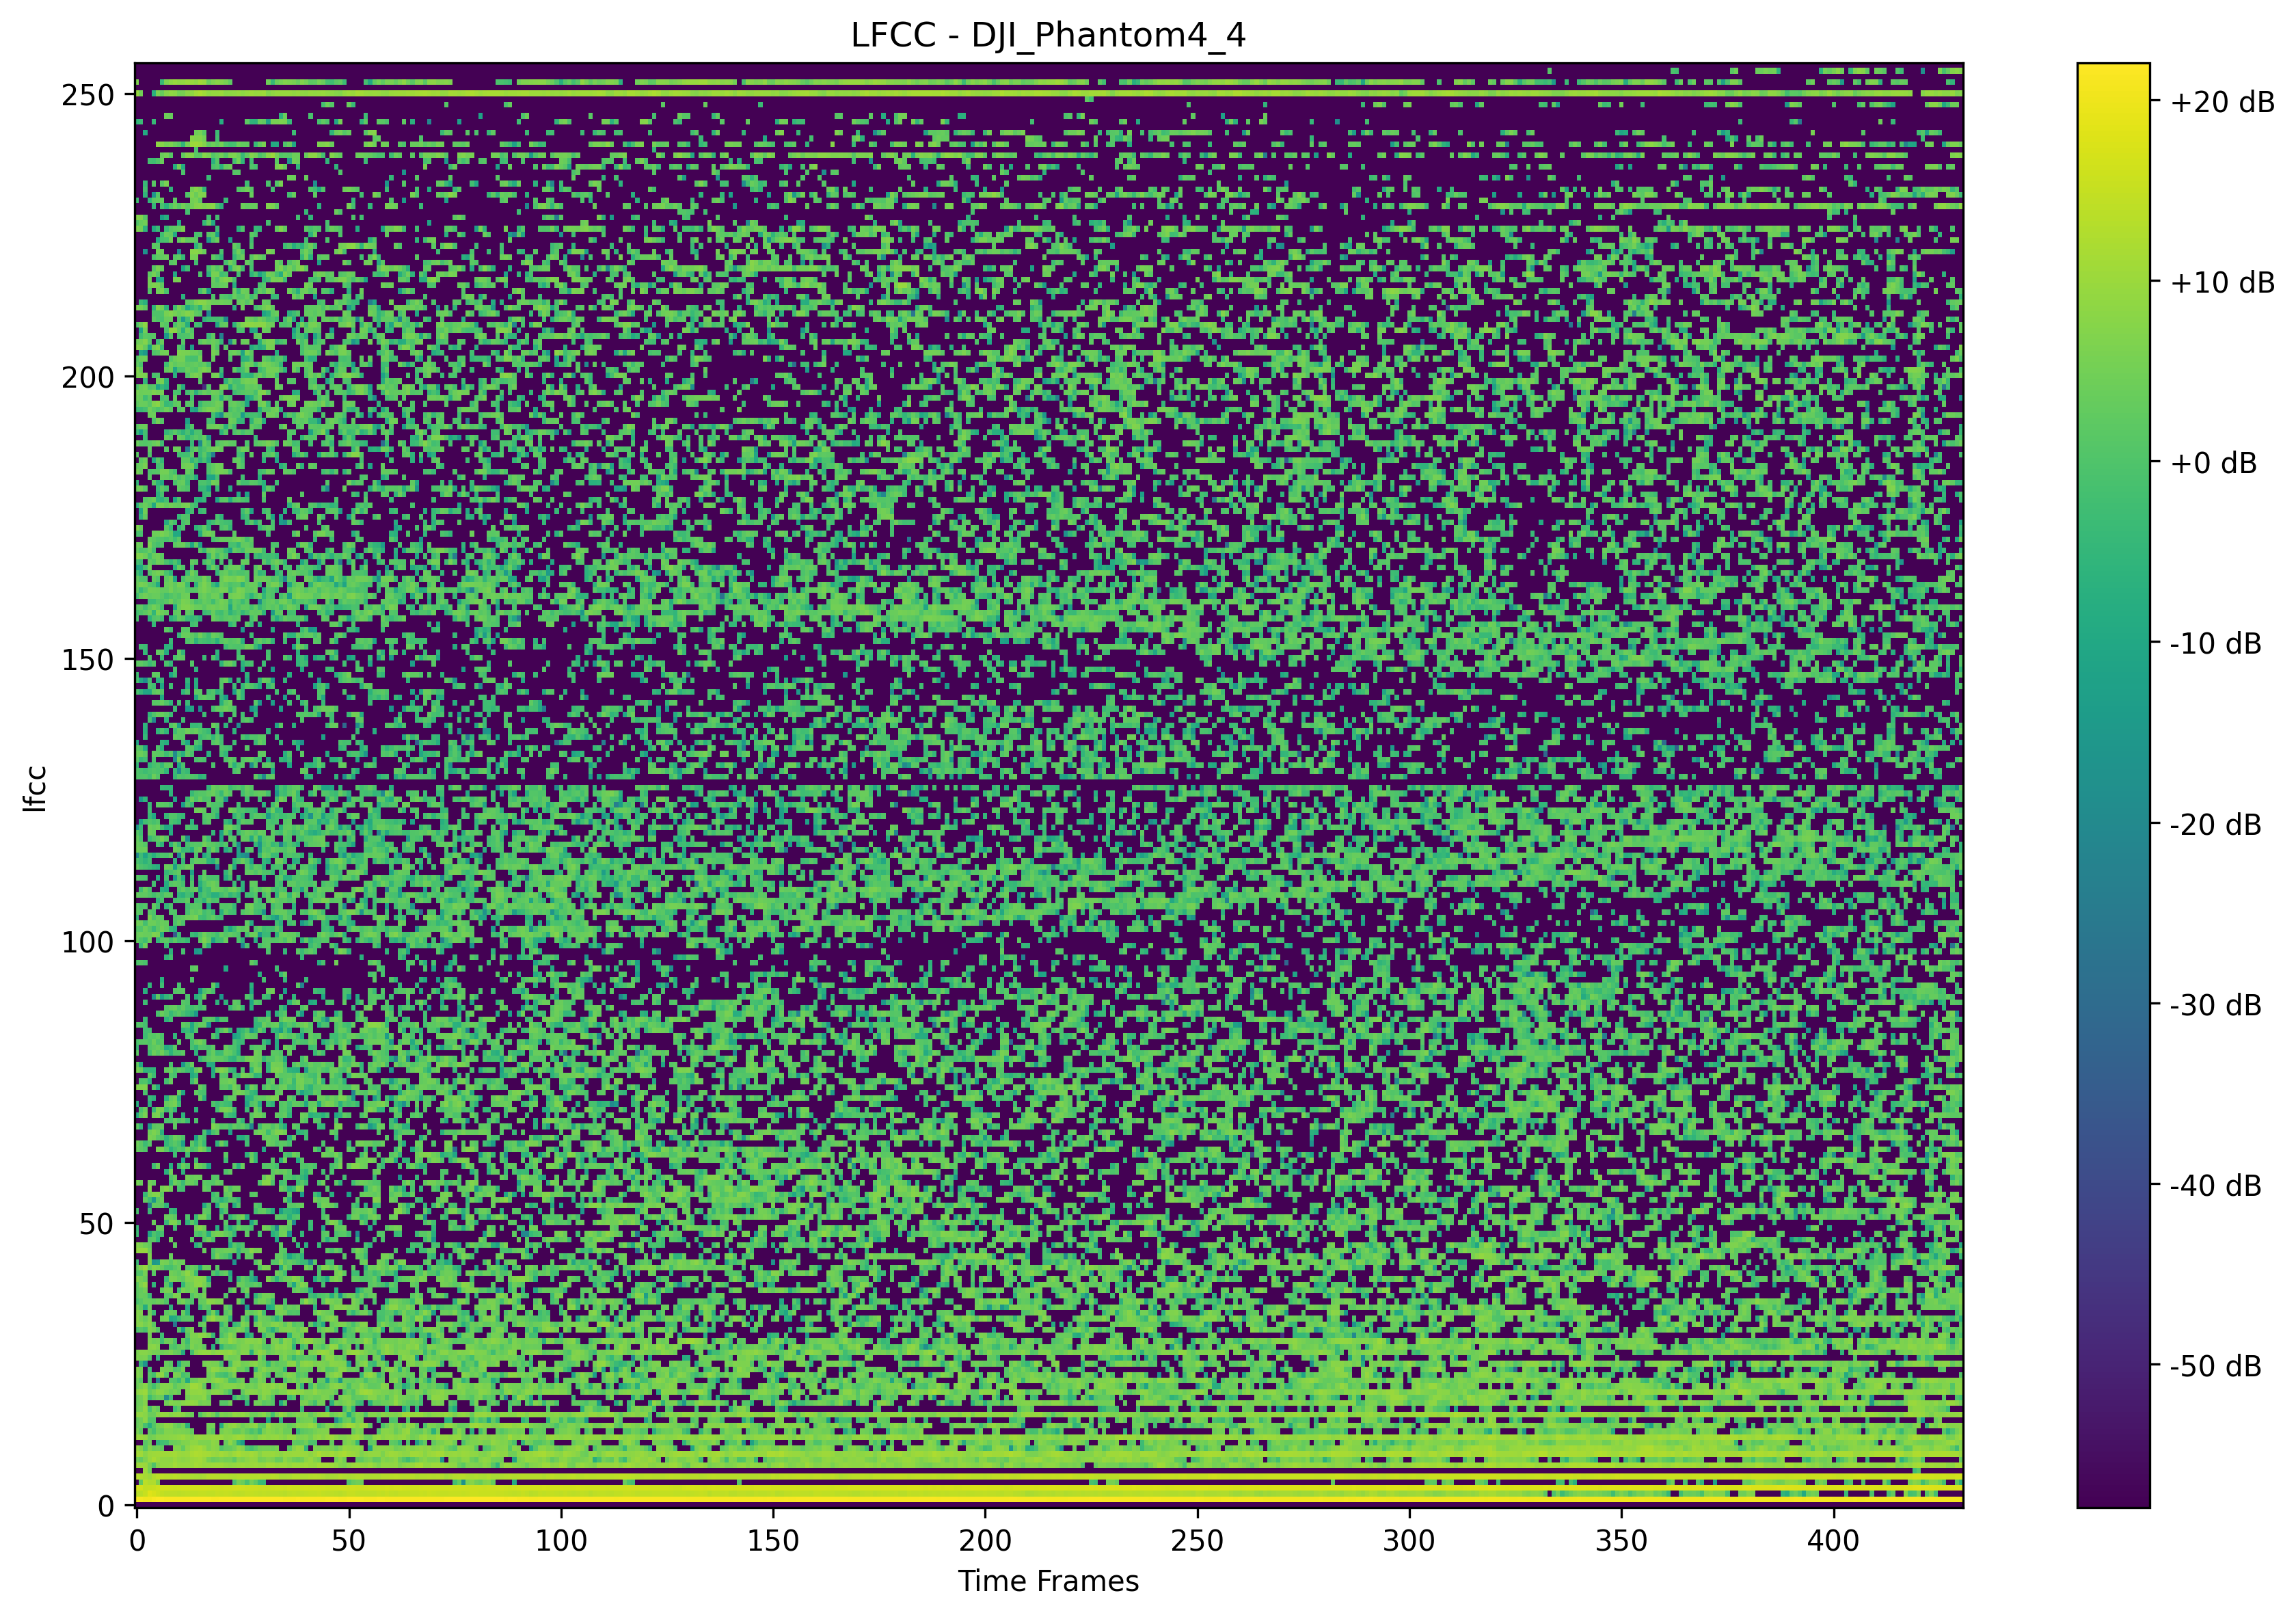 LFCC - DJI_Phantom4_4
250
200
150
100
50
0
lfcc
0 50 100 150 200 250 300 350 400
Time Frames
+20 dB
+10 dB
+0 dB
-10 dB
-20 dB
-30 dB
-40 dB
-50 dB